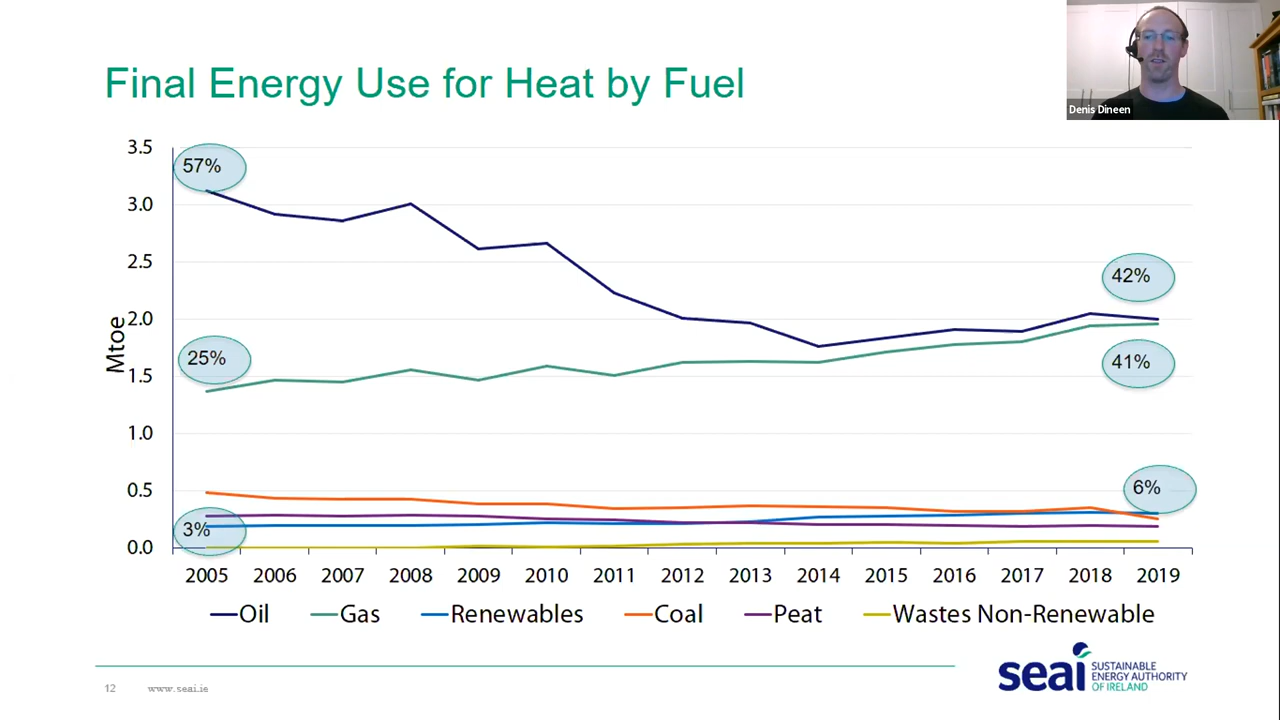 Final Energy Use for Heat by Fuel
Denis Dineen
Mtoe
3.5
3.0
2.5
2.0
1.5
1.0
0.5
0.0
57%
25%
3%
42%
41%
6%
2005 2006 2007 2008 2009 2010 2011 2012 2013 2014 2015 2016 2017 2018 2019
Oil Gas Renewables Coal Peat Wastes Non-Renewable
12 www.seai.ie
seai
SUSTAINABLE
ENERGY AUTHORITY
OF IRELAND